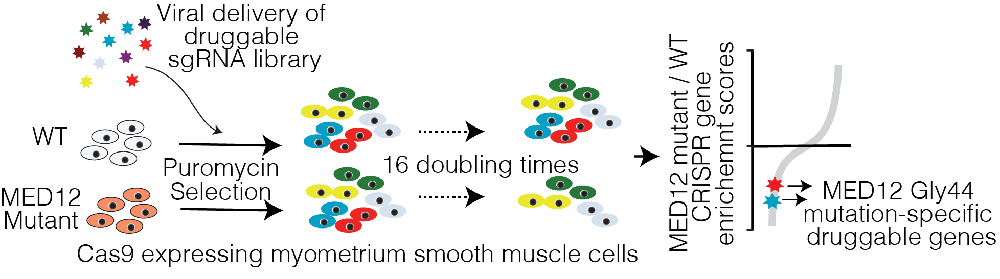 Viral delivery of
druggable
sgRNA library
WT
MED12
Mutant
Puromycin
Selection
16 doubling times
Cas9 expressing myometrium smooth muscle cells
MED12 mutant / WT
CRISPR gene
enrichemnt scores
MED12 Gly44
mutation-specific
druggable genes